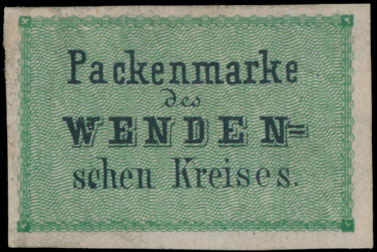 Packenmarke
des
WENDEN=
schen Kreises.